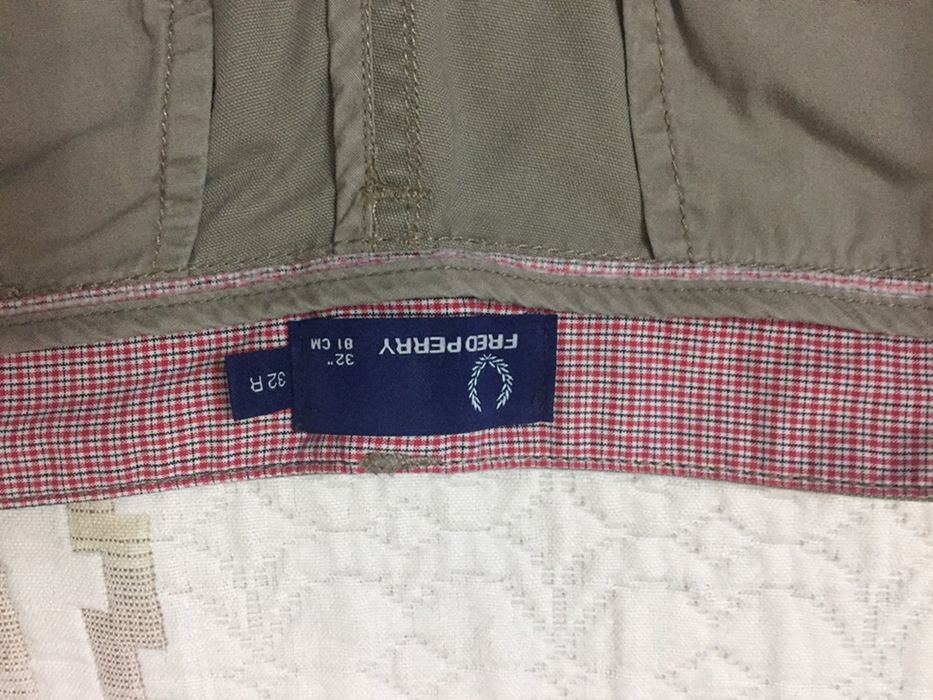 FRED PERRY
32"
81 CM
32 R